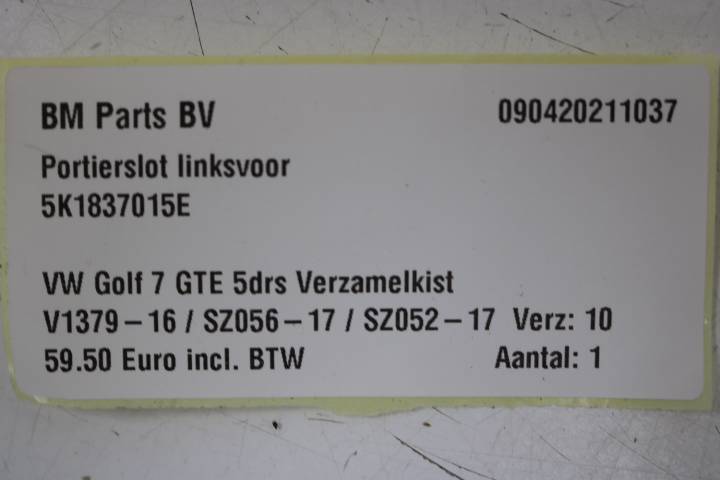 BM Parts BV 090420211037
Portierslot linksvoor
5K1837015E
VW Golf 7 GTE 5drs Verzamelkist
V1379-16 / SZ056-17 / SZ052-17 Verz: 10
59.50 Euro incl. BTW Aantal: 1